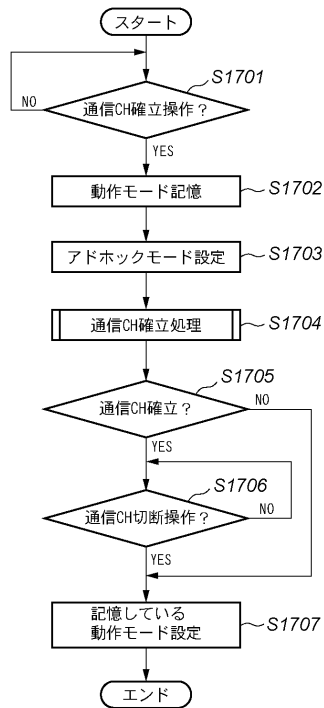 スタート
S1701
通信CH確立操作？
NO
YES
動作モード記憶
S1702
アドホックモード設定
S1703
通信CH確立処理
S1704
S1705
通信CH確立？
NO
YES
S1706
通信CH切断操作？
NO
YES
記憶している
動作モード設定
S1707
エンド